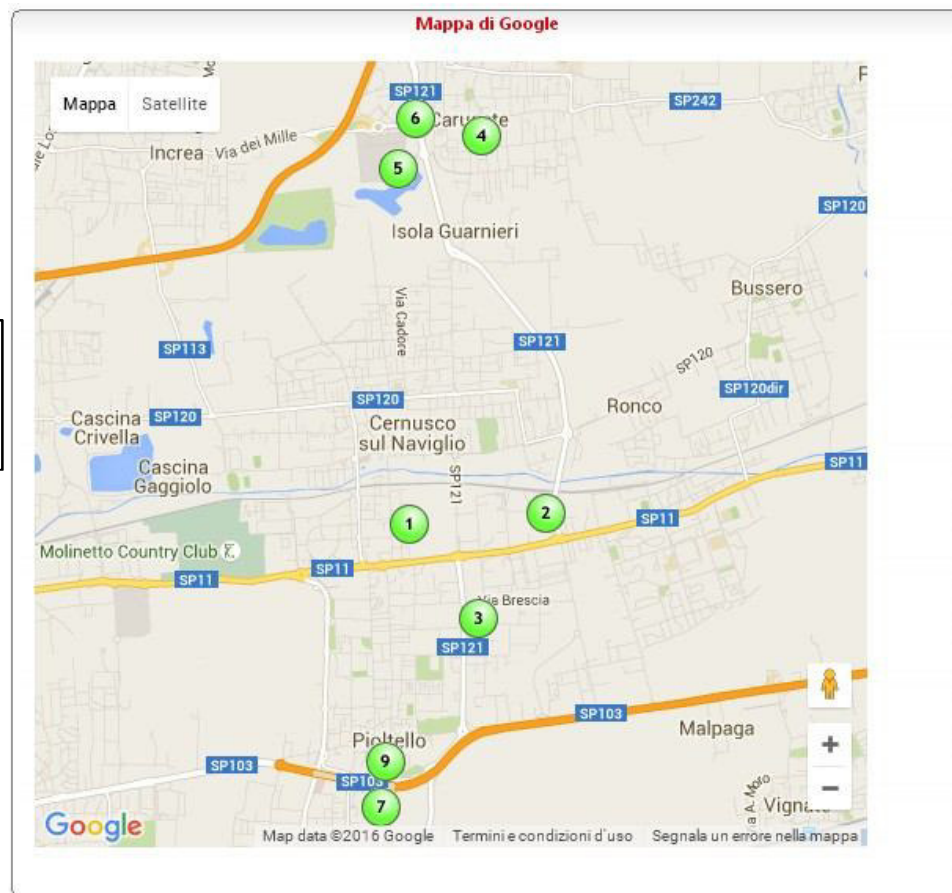 Mappa di Google
Mappa
Satellite
SP121
SP242
6
4
Increa
Via dei Mille
5
SP120
Isola Guarnieri
Bussero
Via Cadore
SP121
SP113
SP120
SP120dir
SP120
SP120
Ronco
Cascina
Crivella
Cernusco
sul Naviglio
Cascina
Gaggiolo
SP121
SP11
1
2
SP11
Molinetto Country Club
SP11
SP11
Via Brescia
3
SP121
SP103
Malpaga
Pioltello
9
SP103
SP103
7
Google
Map data ©2016 Google
Termini e condizioni d'uso
Segnala un errore nella mappa